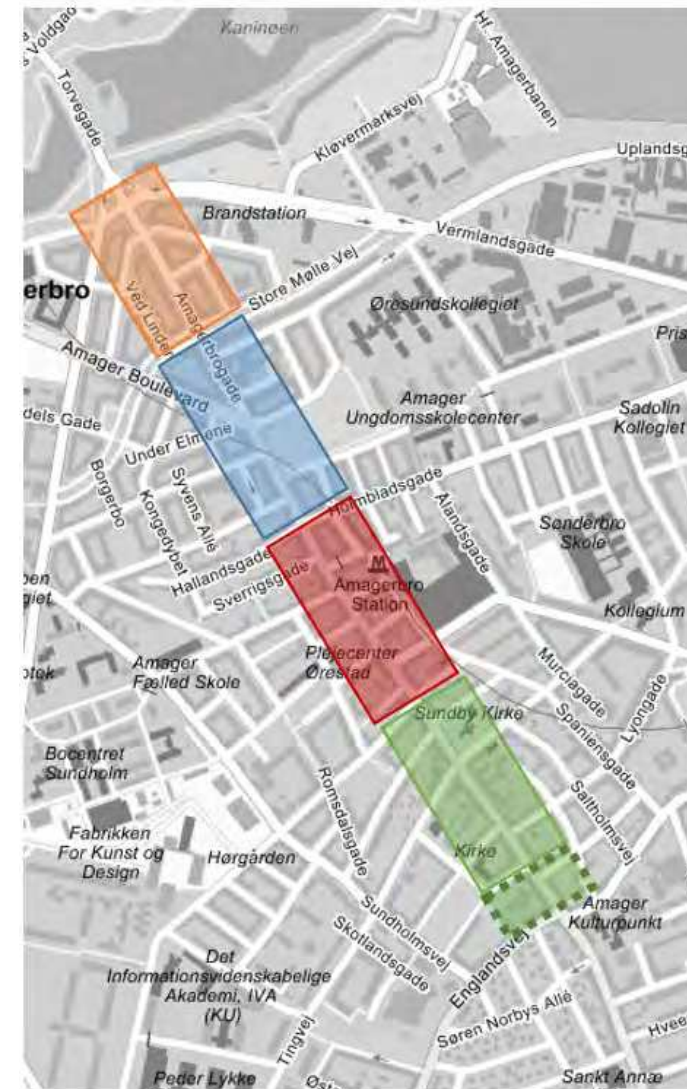 Kaninøen
s Voldgade
Torvegade
Hf. Amagerbanen
Kløvermarksvej
Uplandsg
Brandstation
Vermlandsgade
Store Mølle Vej
erbro
Ved Linden
Amagerbrogade
Øresundskollegiet
Pris
Amager Boulevard
Amager
Ungdomsskolecenter
Sadolin
Kollegiet
dels Gade
Under Elmene
Borgerbo
Kongedybet
Syvens Allé
Holmbladsgade
Ålandsgade
Sønderbro
Skole
Hallandsgade
Sverrigsgade
Amagerbro
Station
M
Kollegium
Plejecenter
Ørestad
Amager
Fælled Skole
Murciagade
Lyongade
Spaniensgade
Sundby Kirke
Bocentret
Sundholm
Romsdalsgade
Saltholmsvej
Fabrikken
For Kunst og
Design
Hørgården
Kirke
Amager
Kulturpunkt
Sundholmsvej
Skotlandsgade
Englandsvej
Det
Informationsvidenskabelige
Akademi, IVA
(KU)
Tingvej
Søren Norbys Allé
Hvee
Peder Lykke
Øst
Sankt Annæ